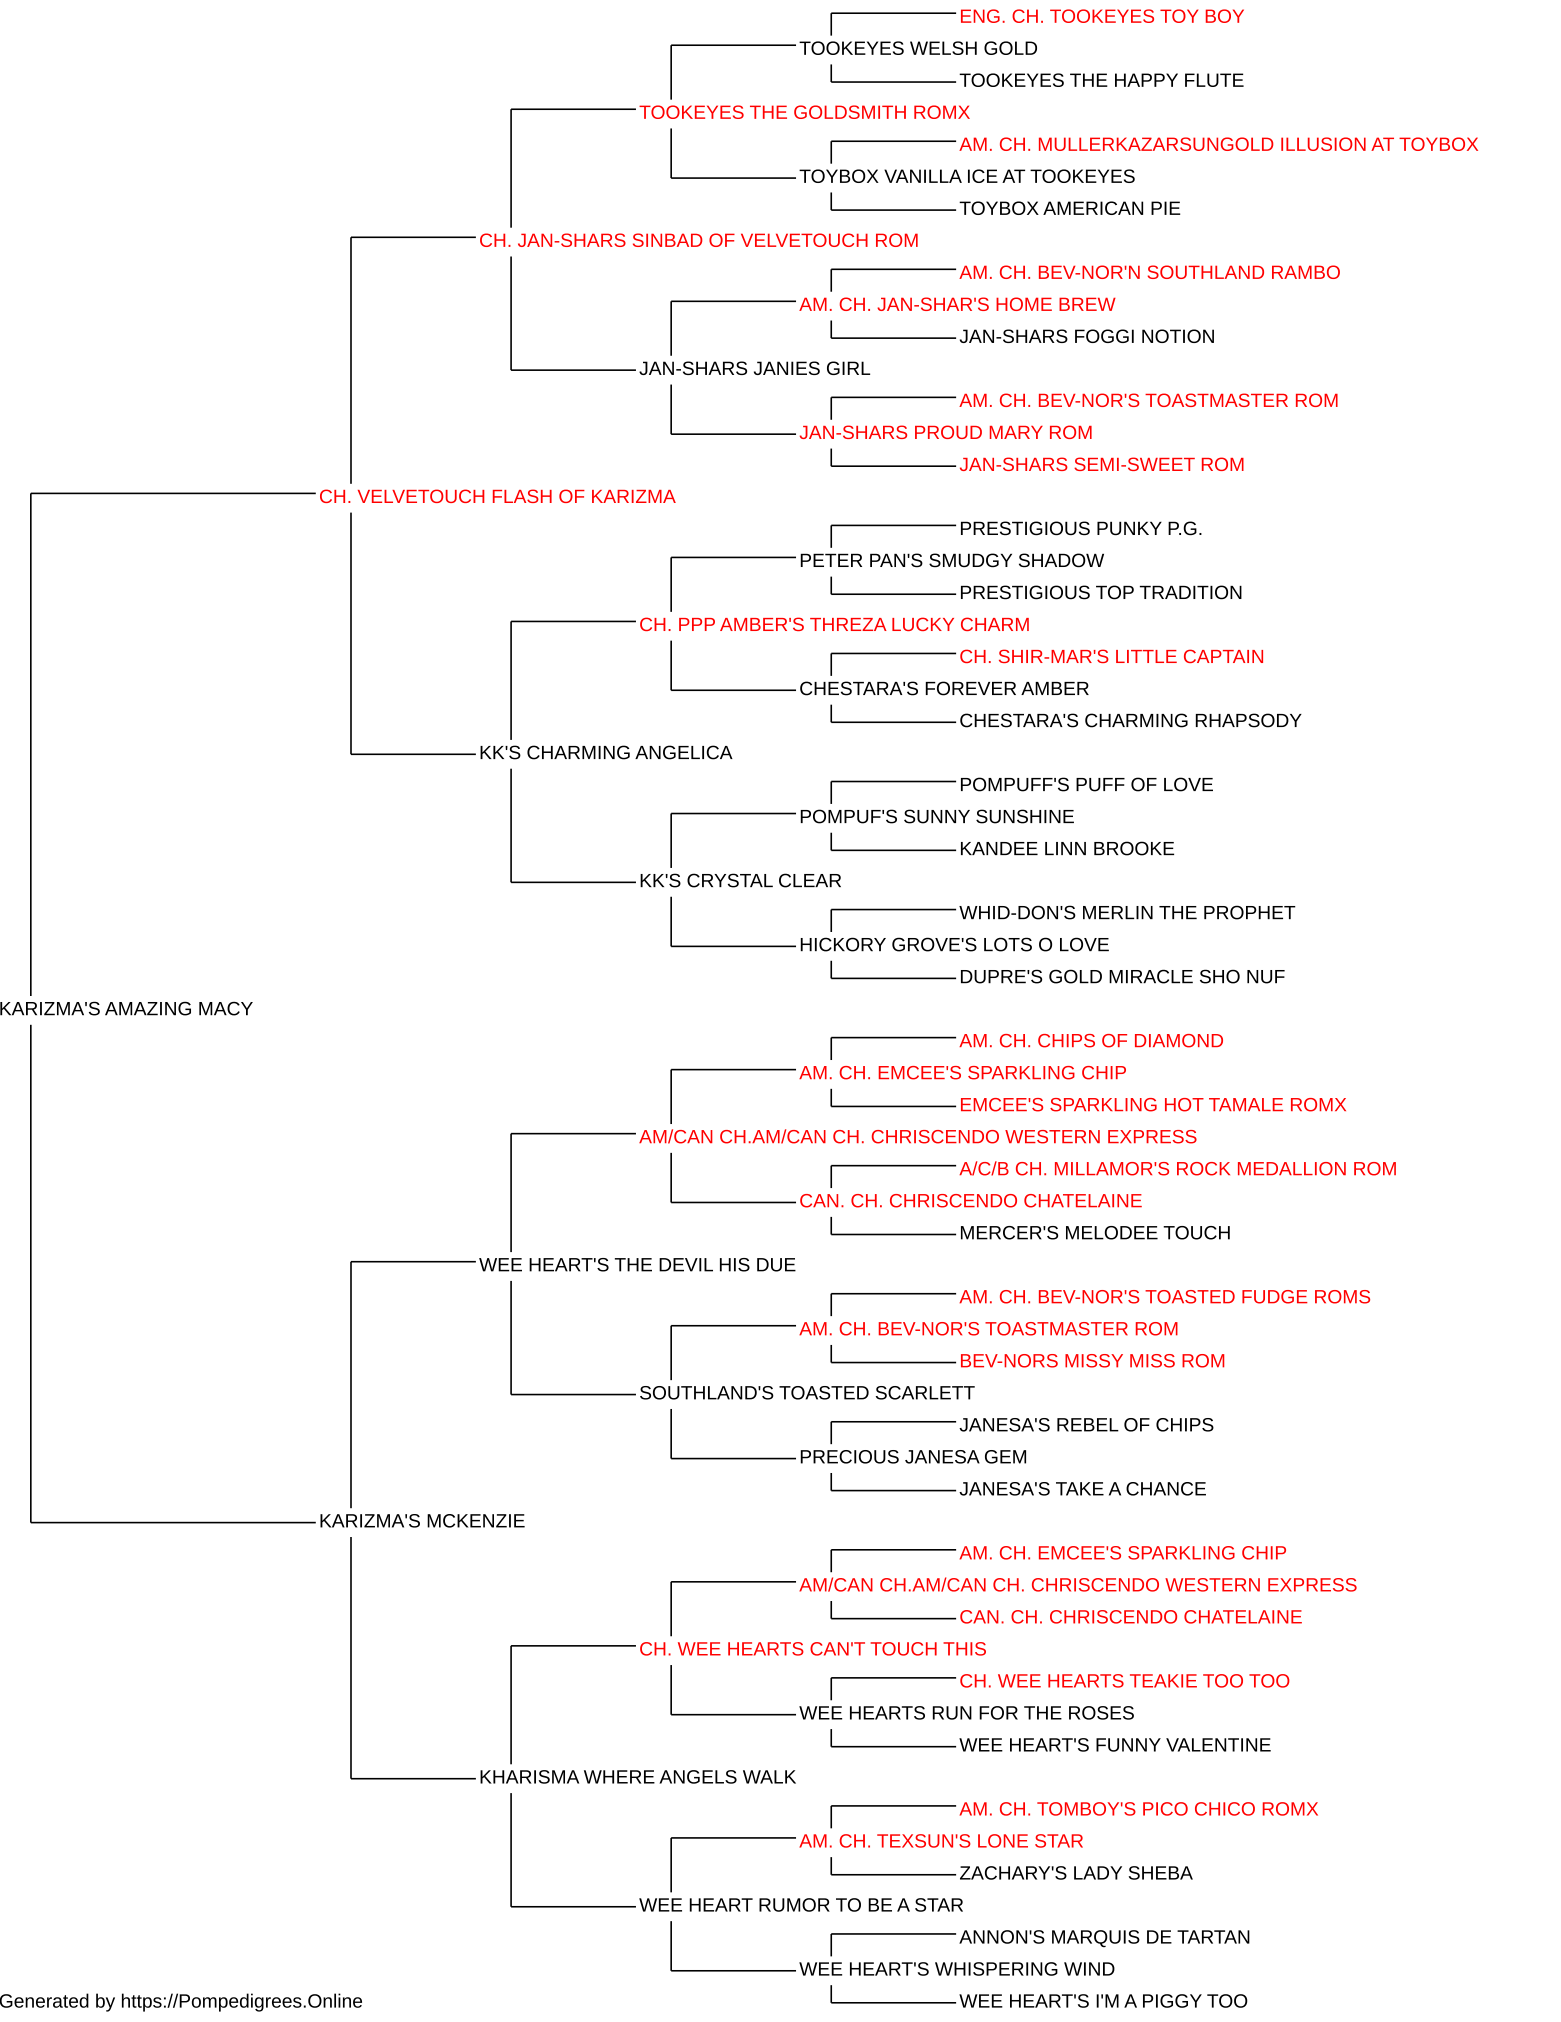 ENG. CH. TOOKEYES TOY BOY
TOOKEYES WELSH GOLD
TOOKEYES THE HAPPY FLUTE
TOOKEYES THE GOLDSMITH ROMX
AM. CH. MULLERKAZARSUNGOLD ILLUSION AT TOYBOX
TOYBOX VANILLA ICE AT TOOKEYES
TOYBOX AMERICAN PIE
CH. JAN-SHARS SINBAD OF VELVETOUCH ROM
AM. CH. BEV-NOR'N SOUTHLAND RAMBO
AM. CH. JAN-SHAR'S HOME BREW
JAN-SHARS FOGGI NOTION
JAN-SHARS JANIES GIRL
AM. CH. BEV-NOR'S TOASTMASTER ROM
JAN-SHARS PROUD MARY ROM
JAN-SHARS SEMI-SWEET ROM
CH. VELVETOUCH FLASH OF KARIZMA
PRESTIGIOUS PUNKY P.G.
PETER PAN'S SMUDGY SHADOW
PRESTIGIOUS TOP TRADITION
CH. PPP AMBER'S THREZA LUCKY CHARM
CH. SHIR-MAR'S LITTLE CAPTAIN
CHESTARA'S FOREVER AMBER
CHESTARA'S CHARMING RHAPSODY
KK'S CHARMING ANGELICA
POMPUFF'S PUFF OF LOVE
POMPUF'S SUNNY SUNSHINE
KANDEE LINN BROOKE
KK'S CRYSTAL CLEAR
WHID-DON'S MERLIN THE PROPHET
HICKORY GROVE'S LOTS O LOVE
DUPRE'S GOLD MIRACLE SHO NUF
KARIZMA'S AMAZING MACY
AM. CH. CHIPS OF DIAMOND
AM. CH. EMCEE'S SPARKLING CHIP
EMCEE'S SPARKLING HOT TAMALE ROMX
AM/CAN CH.AM/CAN CH. CHRISCENDO WESTERN EXPRESS
A/C/B CH. MILLAMOR'S ROCK MEDALLION ROM
CAN. CH. CHRISCENDO CHATELAINE
MERCER'S MELODEE TOUCH
WEE HEART'S THE DEVIL HIS DUE
AM. CH. BEV-NOR'S TOASTED FUDGE ROMS
AM. CH. BEV-NOR'S TOASTMASTER ROM
BEV-NORS MISSY MISS ROM
SOUTHLAND'S TOASTED SCARLETT
JANESA'S REBEL OF CHIPS
PRECIOUS JANESA GEM
JANESA'S TAKE A CHANCE
KARIZMA'S MCKENZIE
AM. CH. EMCEE'S SPARKLING CHIP
AM/CAN CH.AM/CAN CH. CHRISCENDO WESTERN EXPRESS
CAN. CH. CHRISCENDO CHATELAINE
CH. WEE HEARTS CAN'T TOUCH THIS
CH. WEE HEARTS TEAKIE TOO TOO
WEE HEARTS RUN FOR THE ROSES
WEE HEART'S FUNNY VALENTINE
KHARISMA WHERE ANGELS WALK
AM. CH. TOMBOY'S PICO CHICO ROMX
AM. CH. TEXSUN'S LONE STAR
ZACHARY'S LADY SHEBA
WEE HEART RUMOR TO BE A STAR
ANNON'S MARQUIS DE TARTAN
WEE HEART'S WHISPERING WIND
WEE HEART'S I'M A PIGGY TOO
Generated by https://Pompedigrees.Online